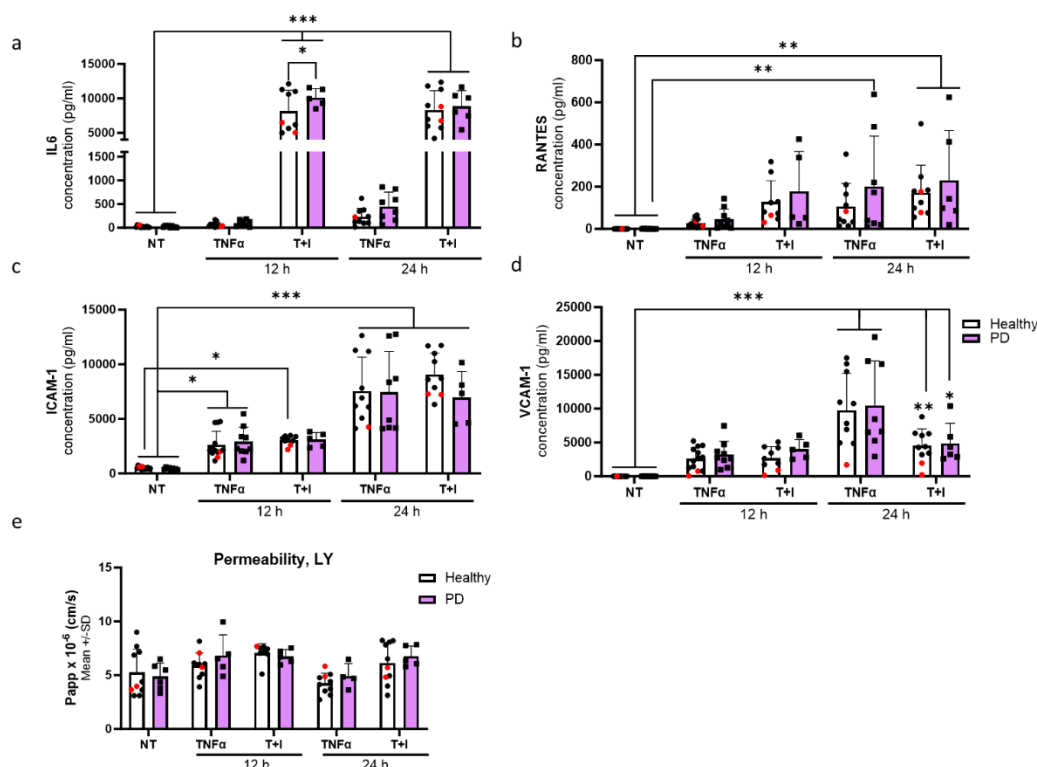 a
***
*
15000
10000
5000
500
250
0
IL6
concentration (pg/ml)
NT
TNFα
T+I
TNFα
T+I
12 h
24 h
b
**
**
800
600
400
200
0
RANTES
concentration (pg/ml)
NT
TNFα
T+I
TNFα
T+I
12 h
24 h
c
***
*
*
15000
10000
5000
0
ICAM-1
concentration (pg/ml)
NT
TNFα
T+I
TNFα
T+I
12 h
24 h
d
***
**
*
25000
20000
15000
10000
5000
0
VCAM-1
concentration (pg/ml)
NT
TNFα
T+I
TNFα
T+I
12 h
24 h
Healthy
PD
e
Permeability, LY
15
10
5
0
Papp x 10⁻⁶ (cm/s)
Mean +/-SD
NT
TNFα
T+I
TNFα
T+I
12 h
24 h
Healthy
PD